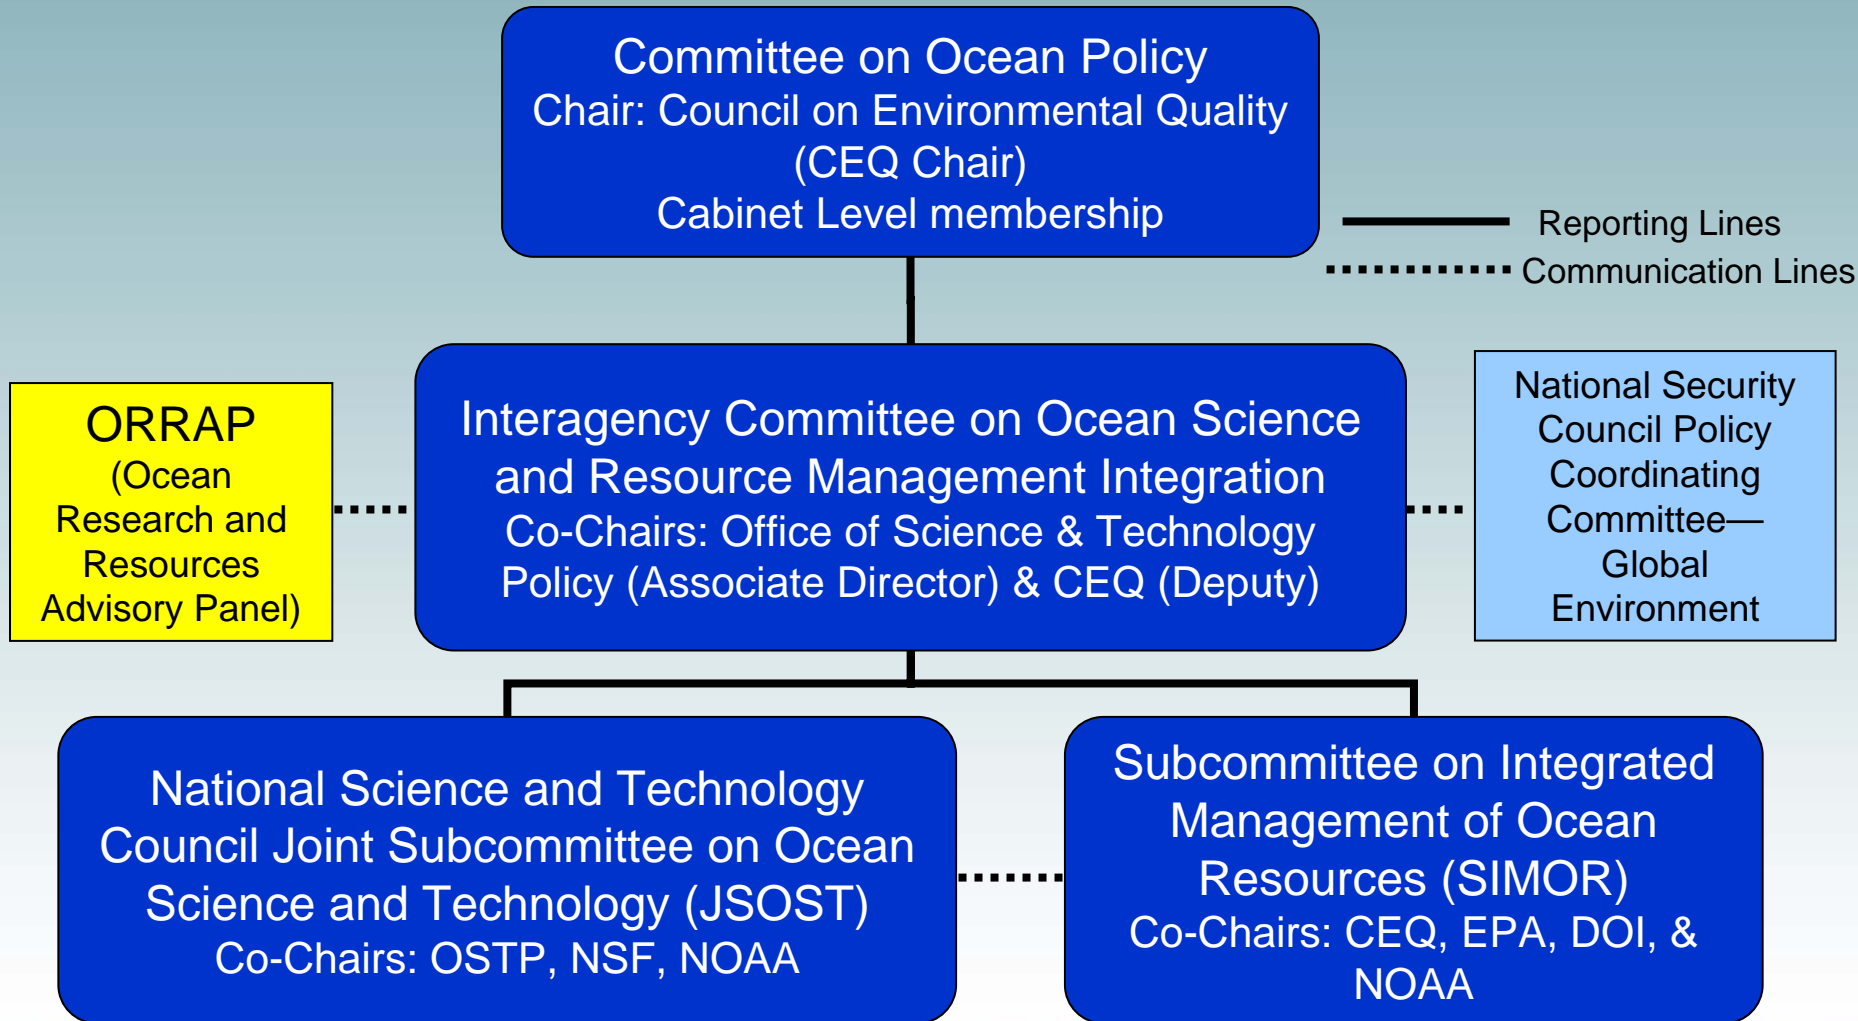 Committee on Ocean Policy
Chair: Council on Environmental Quality
(CEQ Chair)
Cabinet Level membership
Reporting Lines
Communication Lines
ORRAP
(Ocean
Research and
Resources
Advisory Panel)
Interagency Committee on Ocean Science
and Resource Management Integration
Co-Chairs: Office of Science & Technology
Policy (Associate Director) & CEQ (Deputy)
National Security
Council Policy
Coordinating
Committee—
Global
Environment
National Science and Technology
Council Joint Subcommittee on Ocean
Science and Technology (JSOST)
Co-Chairs: OSTP, NSF, NOAA
Subcommittee on Integrated
Management of Ocean
Resources (SIMOR)
Co-Chairs: CEQ, EPA, DOI, &
NOAA